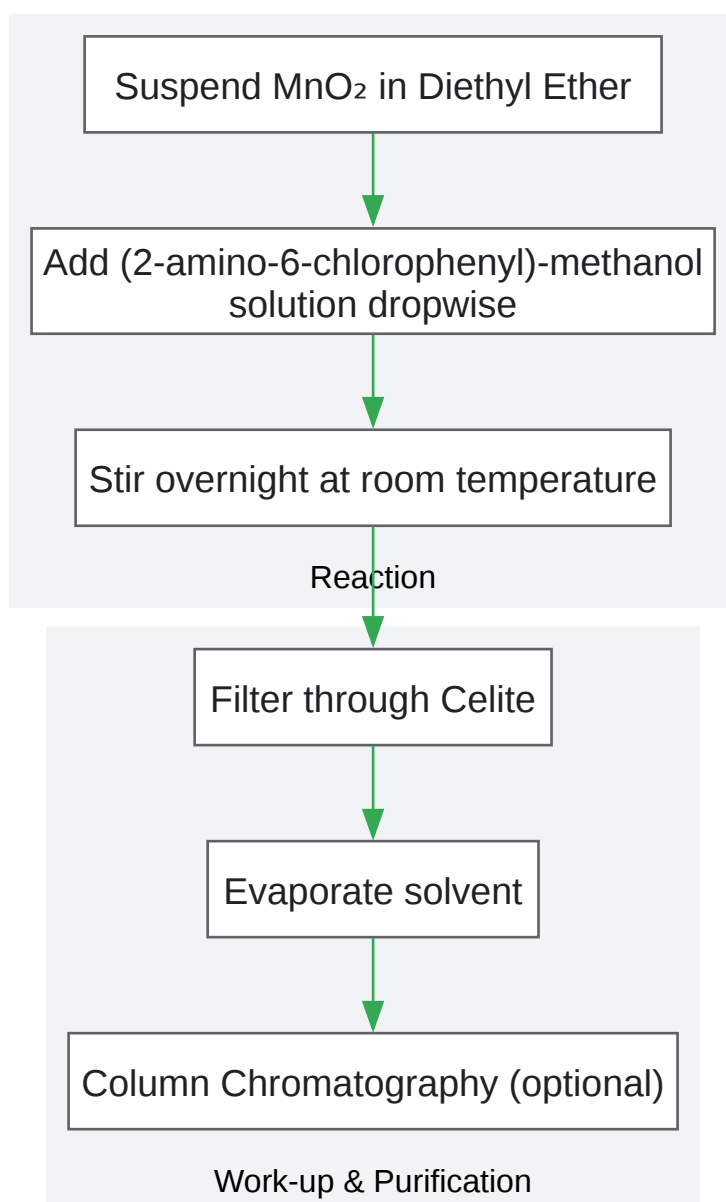 Suspend MnO₂ in Diethyl Ether
Add (2-amino-6-chlorophenyl)-methanol
solution dropwise
Stir overnight at room temperature
Reaction
Filter through Celite
Evaporate solvent
Column Chromatography (optional)
Work-up & Purification